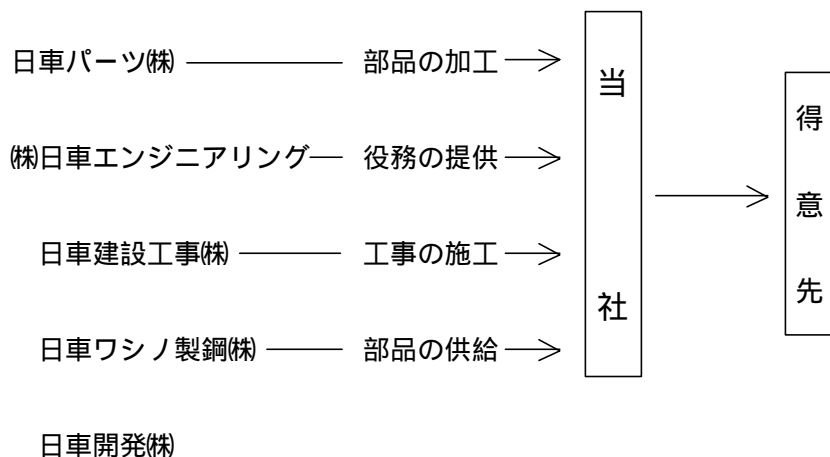 日車パーツ㈱ 部品の加工
㈱日車エンジニアリング 役務の提供
日車建設工事㈱ 工事の施工
日車ワシノ製鋼㈱ 部品の供給
日車開発㈱
当社
得意先